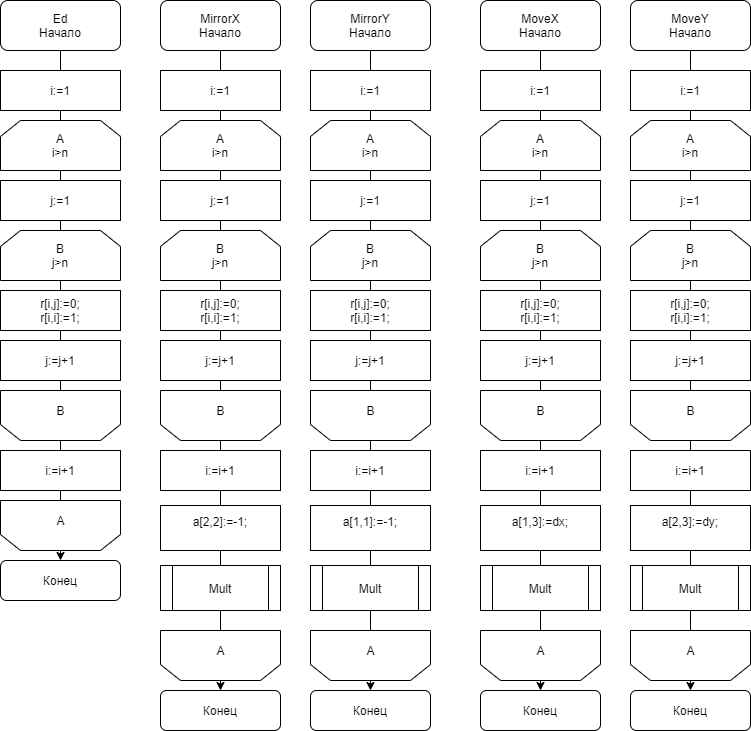 Ed
Начало
i:=1
A
i>n
j:=1
B
j>n
r[i,j]:=0;
r[i,i]:=1;
j:=j+1
B
i:=i+1
A
Конец
MirrorX
Начало
i:=1
A
i>n
j:=1
B
j>n
r[i,j]:=0;
r[i,i]:=1;
j:=j+1
B
i:=i+1
a[2,2]:=-1;
Mult
A
Конец
MirrorY
Начало
i:=1
A
i>n
j:=1
B
j>n
r[i,j]:=0;
r[i,i]:=1;
j:=j+1
B
i:=i+1
a[1,1]:=-1;
Mult
A
Конец
MoveX
Начало
i:=1
A
i>n
j:=1
B
j>n
r[i,j]:=0;
r[i,i]:=1;
j:=j+1
B
i:=i+1
a[1,3]:=dx;
Mult
A
Конец
MoveY
Начало
i:=1
A
i>n
j:=1
B
j>n
r[i,j]:=0;
r[i,i]:=1;
j:=j+1
B
i:=i+1
a[2,3]:=dy;
Mult
A
Конец